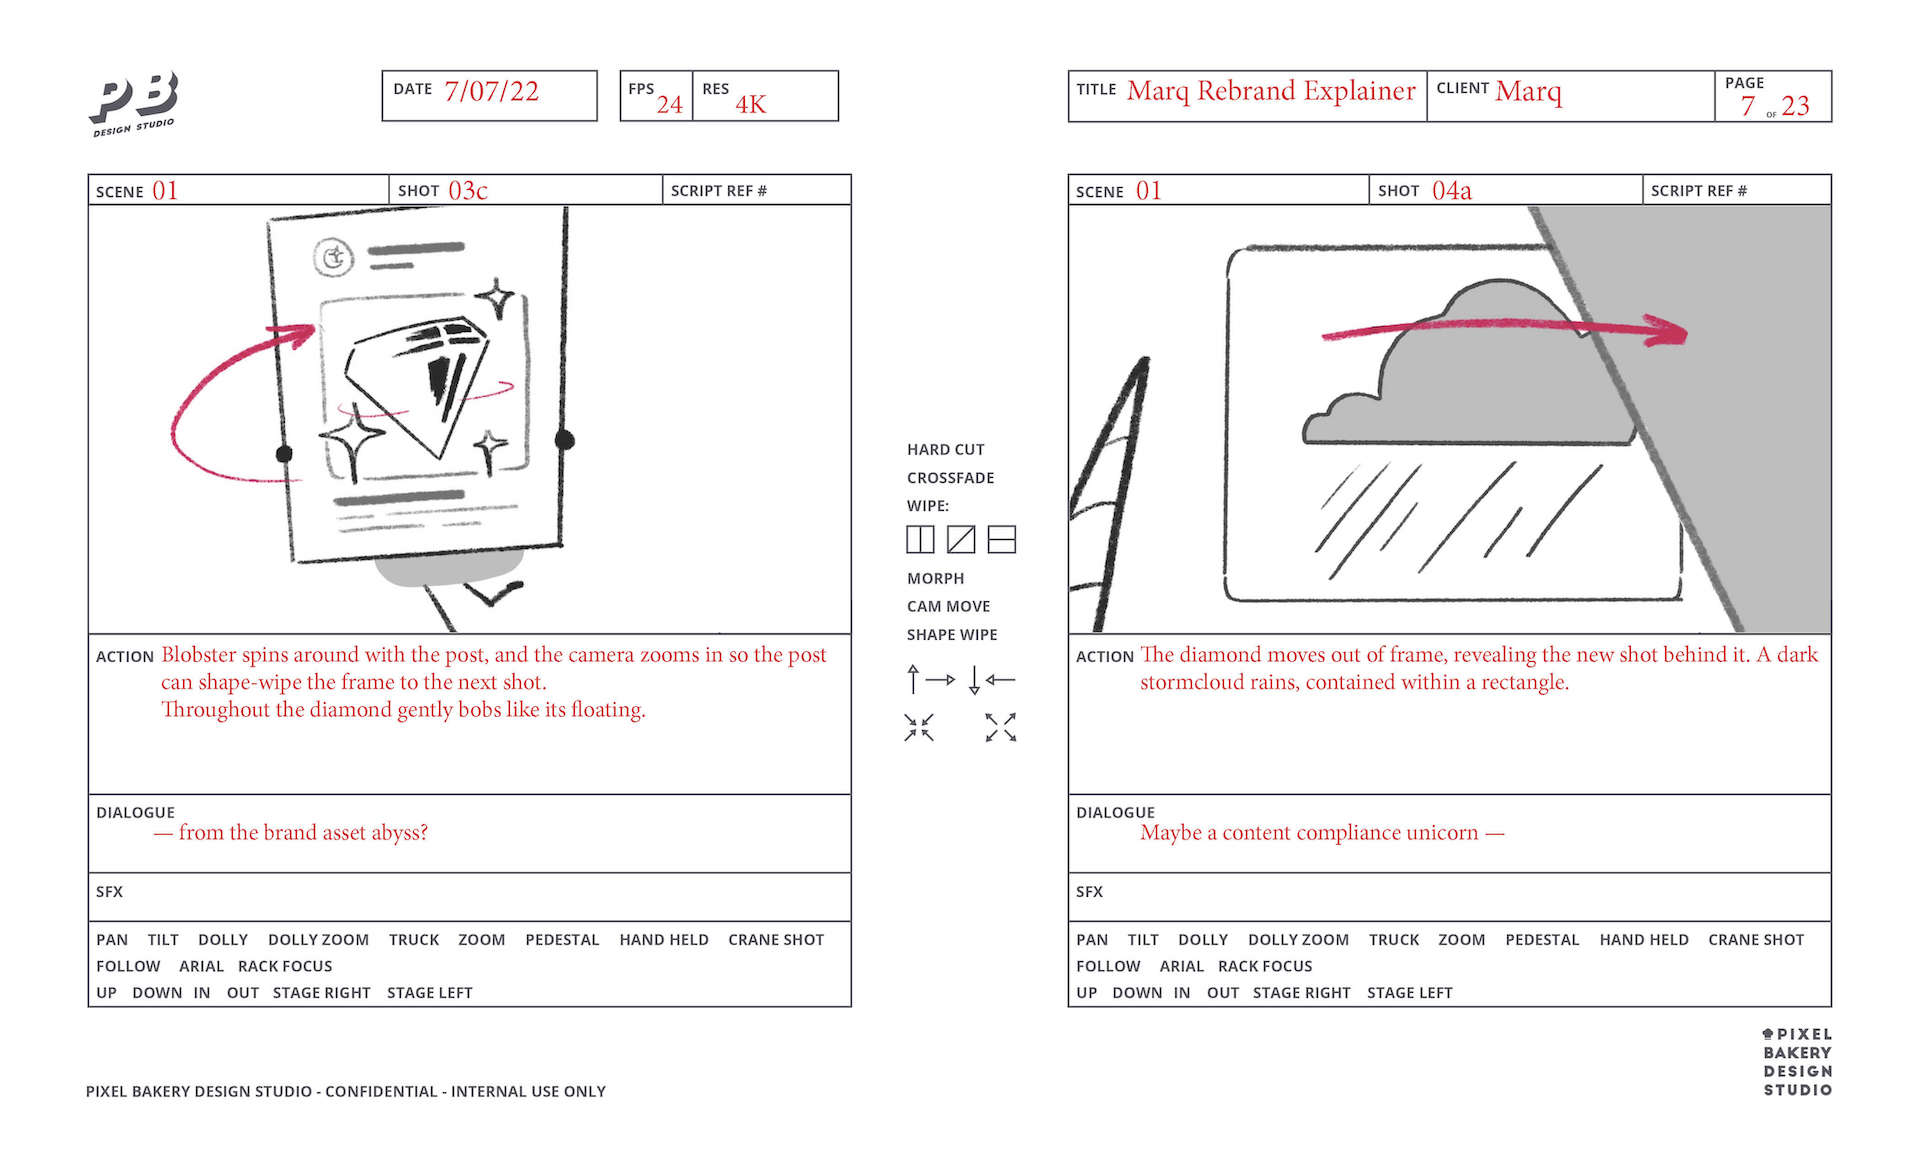 PB
DESIGN STUDIO
DATE 7/07/22
FPS 24
RES 4K
TITLE Marq Rebrand Explainer
CLIENT Marq
PAGE 7 OF 23
SCENE 01
SHOT 03c
SCRIPT REF #
ACTION Blobster spins around with the post, and the camera zooms in so the post
can shape-wipe the frame to the next shot.
Throughout the diamond gently bobs like its floating.
DIALOGUE
— from the brand asset abyss?
SFX
PAN TILT DOLLY DOLLY ZOOM TRUCK ZOOM PEDESTAL HAND HELD CRANE SHOT
FOLLOW ARIAL RACK FOCUS
UP DOWN IN OUT STAGE RIGHT STAGE LEFT
HARD CUT
CROSSFADE
WIPE:
MORPH
CAM MOVE
SHAPE WIPE
SCENE 01
SHOT 04a
SCRIPT REF #
ACTION The diamond moves out of frame, revealing the new shot behind it. A dark
stormcloud rains, contained within a rectangle.
DIALOGUE
Maybe a content compliance unicorn —
SFX
PAN TILT DOLLY DOLLY ZOOM TRUCK ZOOM PEDESTAL HAND HELD CRANE SHOT
FOLLOW ARIAL RACK FOCUS
UP DOWN IN OUT STAGE RIGHT STAGE LEFT
PIXEL BAKERY DESIGN STUDIO - CONFIDENTIAL - INTERNAL USE ONLY
PIXEL
BAKERY
DESIGN
STUDIO